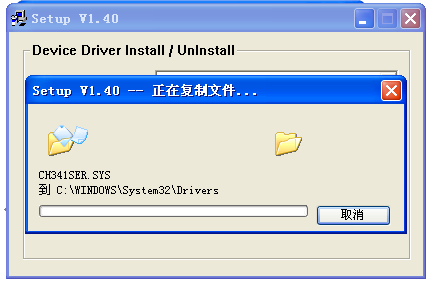 Setup V1.40
Device Driver Install / UnInstall
Setup V1.40 -- 正在复制文件...
CH341SER.SYS
到 C:\WINDOWS\System32\Drivers
取消